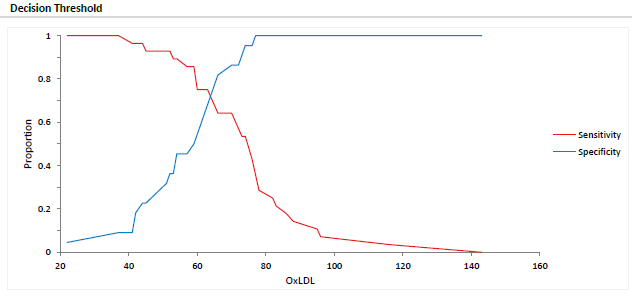 Decision Threshold
1
0.8
0.6
0.4
0.2
0
Proportion
20 40 60 80 100 120 140 160
OxLDL
Sensitivity
Specificity